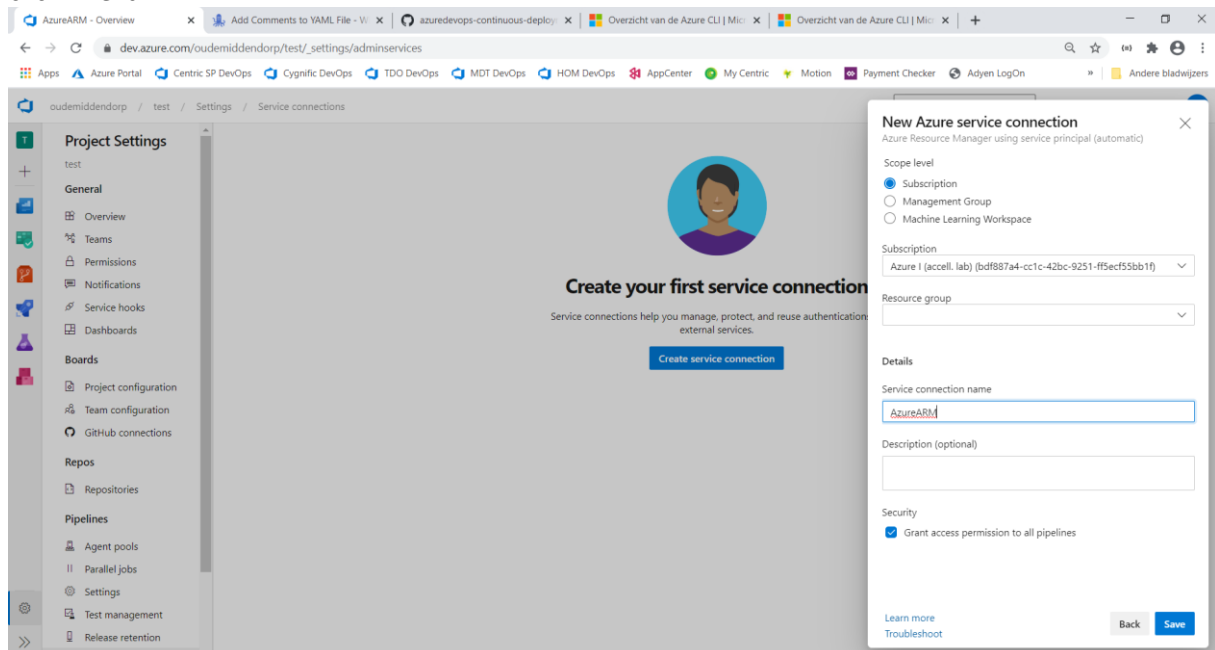 AzureARM - Overview
Add Comments to YAML File - W
azuredevops-continuous-deploy
Overzicht van de Azure CLI | Micr
Overzicht van de Azure CLI | Micr
dev.azure.com/oudemiddendorp/test/_settings/adminservices
Apps
Azure Portal
Centric SP DevOps
Cygnific DevOps
TDO DevOps
MDT DevOps
HOM DevOps
AppCenter
My Centric
Motion
Payment Checker
Adyen LogOn
»
Andere bladwijzers
oudemiddendorp / test / Settings / Service connections
T
Project Settings
test
General
Overview
Teams
Permissions
Notifications
Service hooks
Dashboards
Boards
Project configuration
Team configuration
GitHub connections
Repos
Repositories
Pipelines
Agent pools
Parallel jobs
Settings
Test management
Release retention
Create your first service connection
Service connections help you manage, protect, and reuse authentications
external services.
Create service connection
New Azure service connection
Azure Resource Manager using service principal (automatic)
Scope level
Subscription
Management Group
Machine Learning Workspace
Subscription
Azure I (accell. lab) (bdf887a4-cc1c-42bc-9251-ff5ecf55bb1f)
Resource group
Details
Service connection name
AzureARM
Description (optional)
Security
Grant access permission to all pipelines
Learn more
Troubleshoot
Back
Save